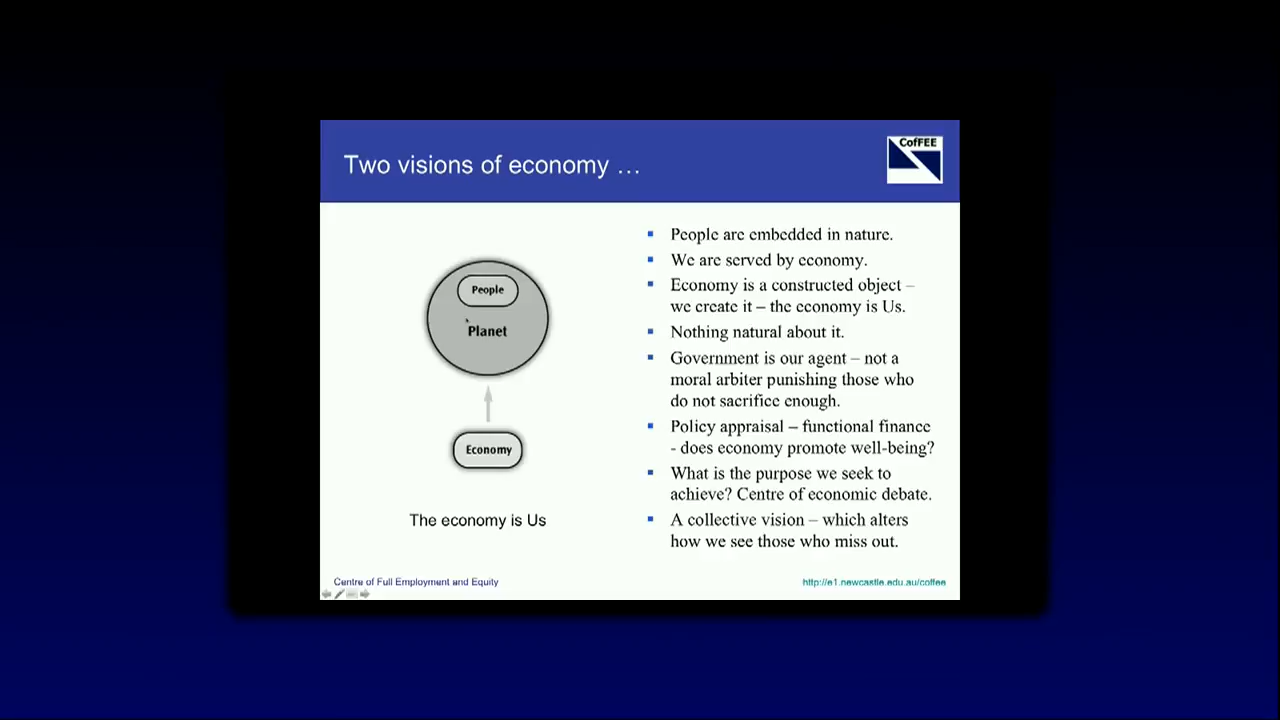 Two visions of economy …
CofFEE
People
Planet
Economy
The economy is Us
People are embedded in nature.
We are served by economy.
Economy is a constructed object –
we create it – the economy is Us.
Nothing natural about it.
Government is our agent – not a
moral arbiter punishing those who
do not sacrifice enough.
Policy appraisal – functional finance
- does economy promote well-being?
What is the purpose we seek to
achieve? Centre of economic debate.
A collective vision – which alters
how we see those who miss out.
Centre of Full Employment and Equity
http://e1.newcastle.edu.au/coffee